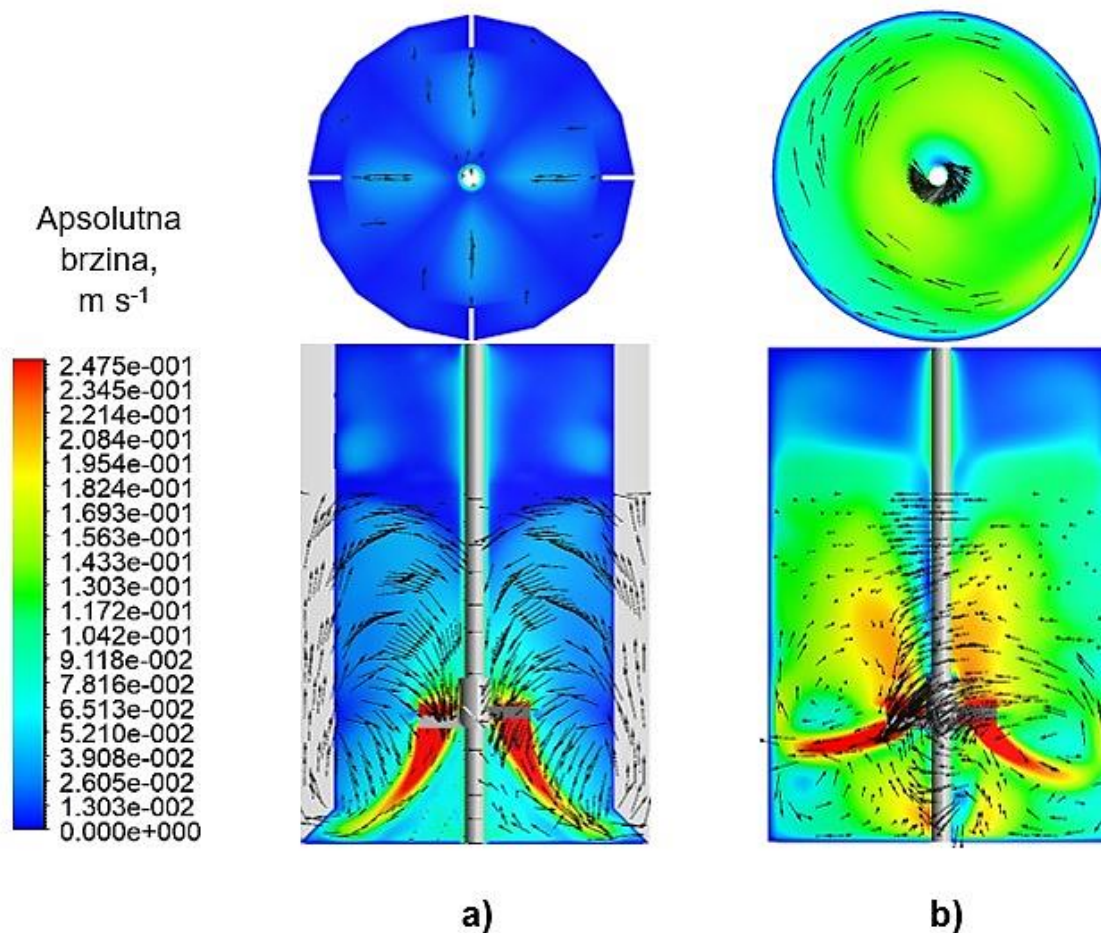 Apsolutna
brzina,
m s⁻¹
2.475e-001
2.345e-001
2.214e-001
2.084e-001
1.954e-001
1.824e-001
1.693e-001
1.563e-001
1.433e-001
1.303e-001
1.172e-001
1.042e-001
9.118e-002
7.816e-002
6.513e-002
5.210e-002
3.908e-002
2.605e-002
1.303e-002
0.000e+000
a)
b)